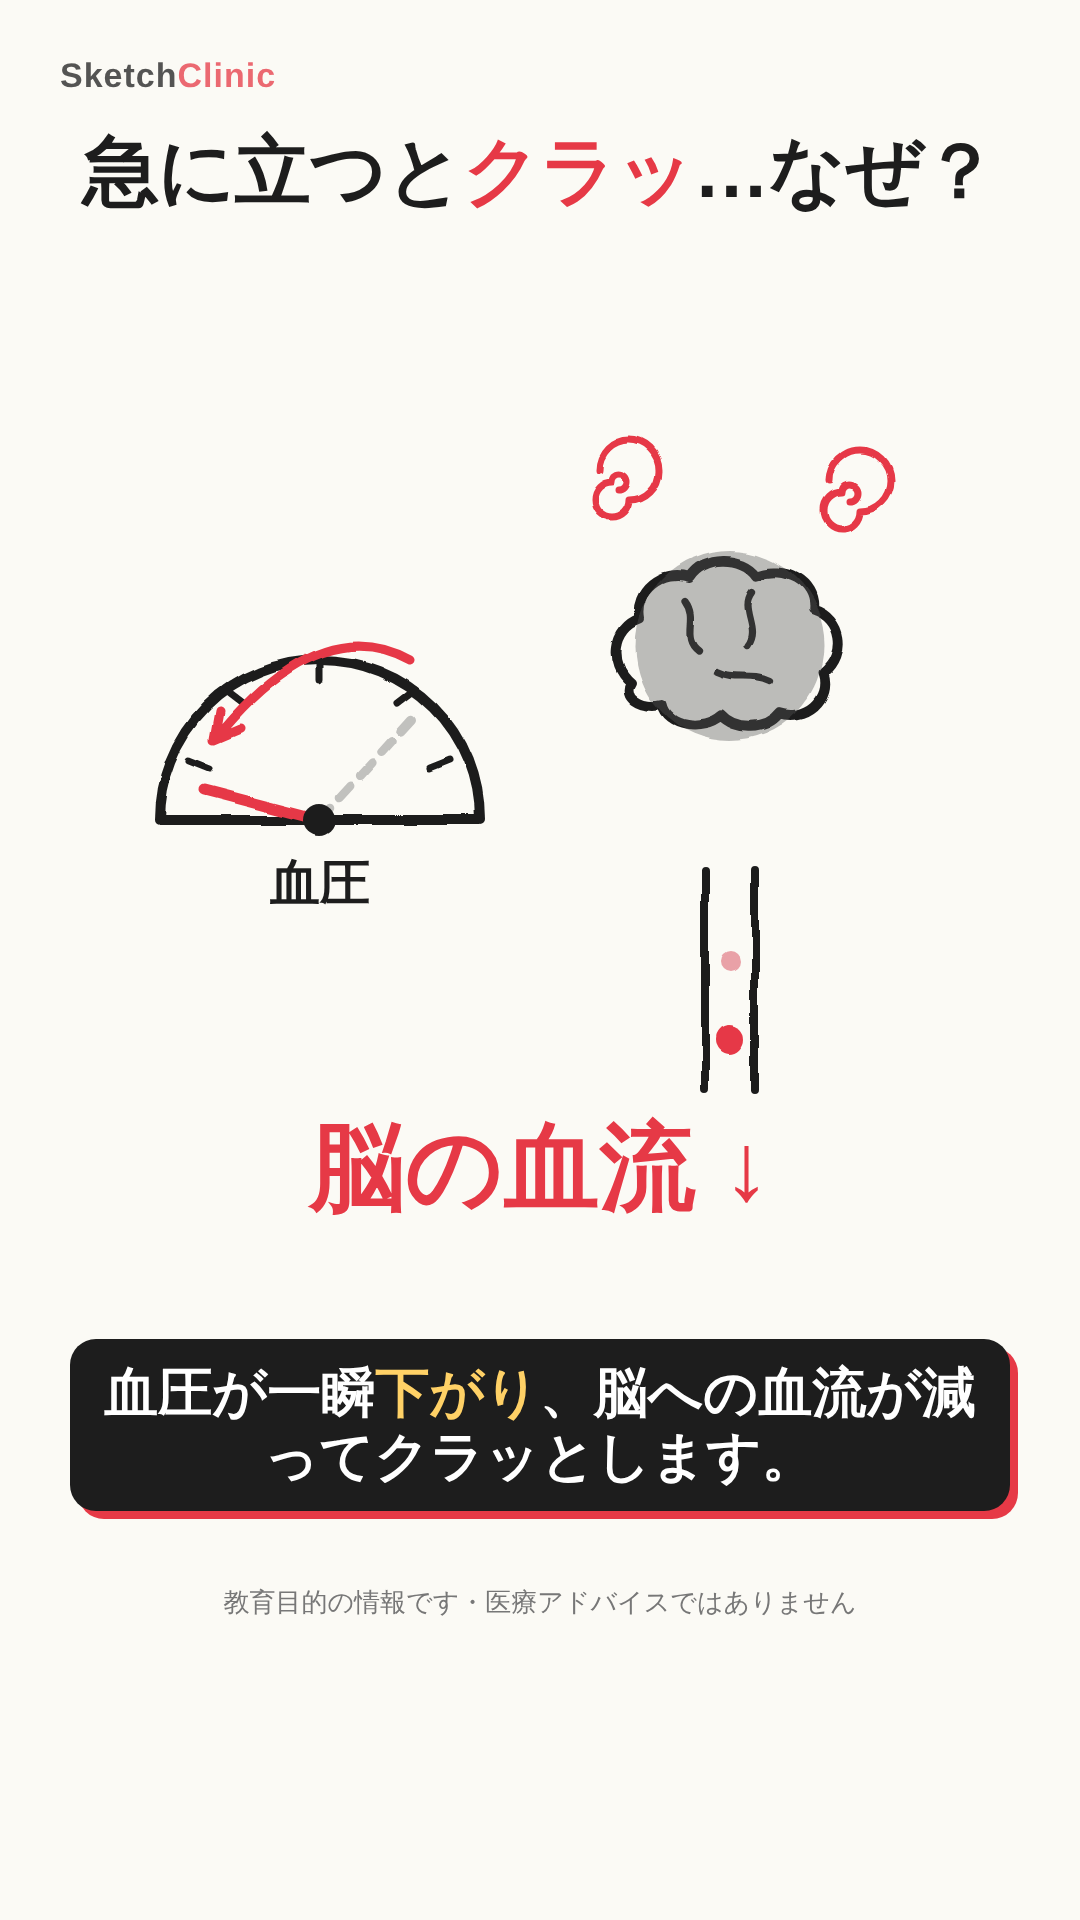 SketchClinic
急に立つとクラッ…なぜ？
血圧
脳の血流 ↓
血圧が一瞬下がり、脳への血流が減
ってクラッとします。
教育目的の情報です・医療アドバイスではありません